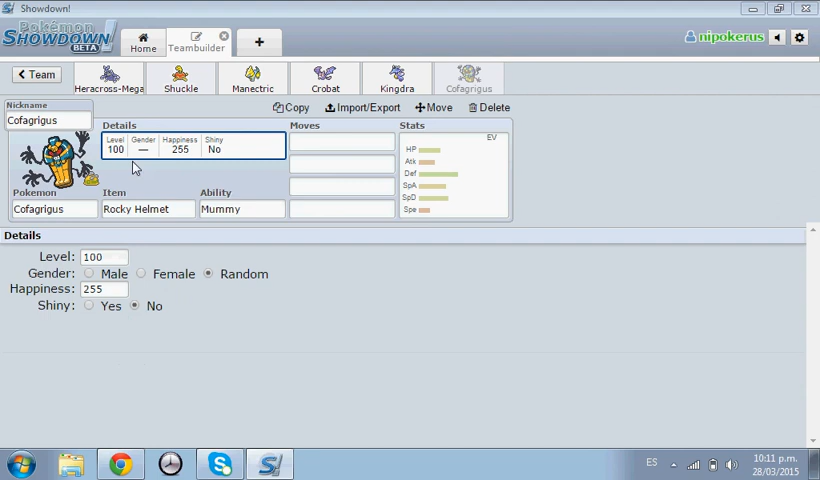 Showdown!
Pokémon
SHOWDOWN
BETA
Home
Teambuilder
nipokerus
Team
Heracross-Mega
Shuckle
Manectric
Crobat
Kingdra
Cofagrigus
Copy
Import/Export
Move
Delete
Nickname
Cofagrigus
Details
Moves
Stats
Level
Gender
Happiness
Shiny
100
—
255
No
EV
HP
Atk
Def
SpA
SpD
Spe
Pokemon
Item
Ability
Cofagrigus
Rocky Helmet
Mummy
Details
Level: 100
Gender: Male Female Random
Happiness: 255
Shiny: Yes No
ES
10:11 p.m.
28/03/2015